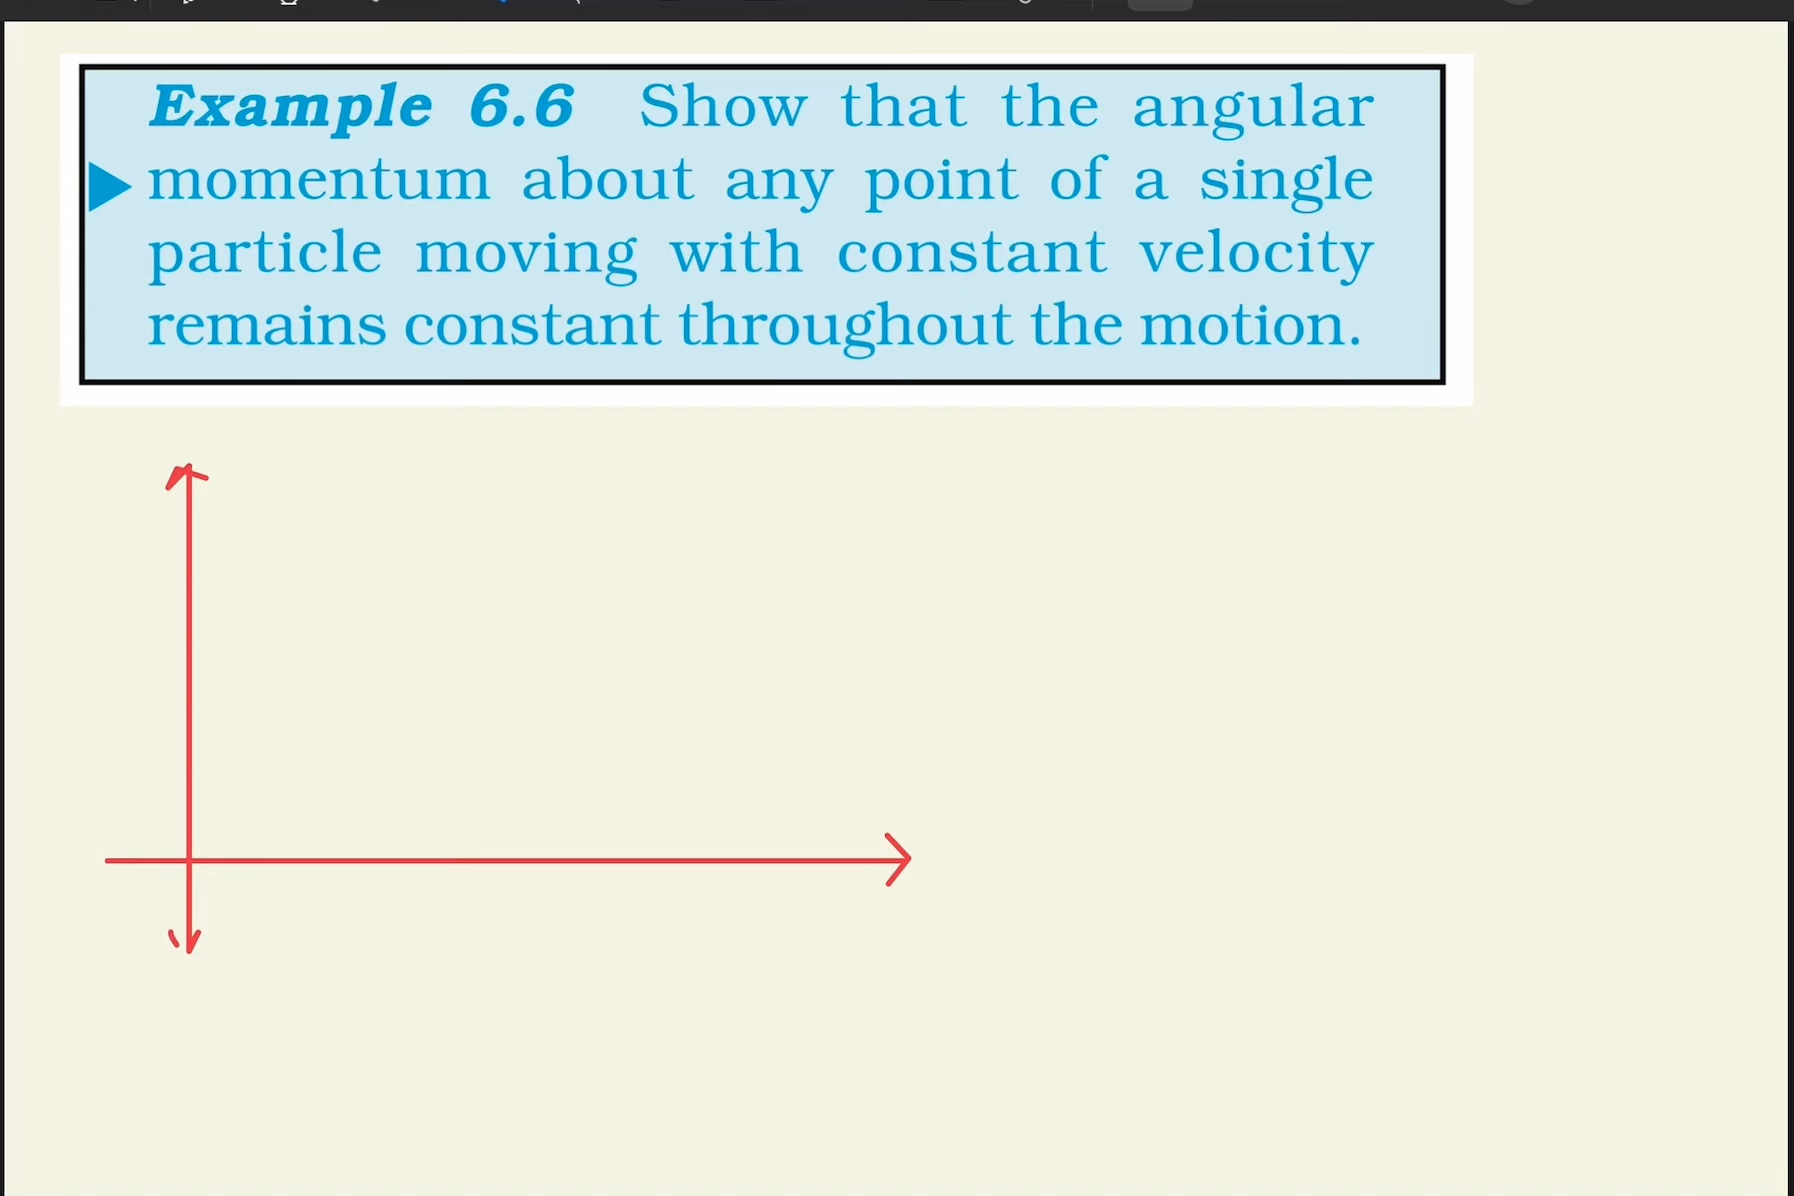 Example 6.6 Show that the angular
momentum about any point of a single
particle moving with constant velocity
remains constant throughout the motion.